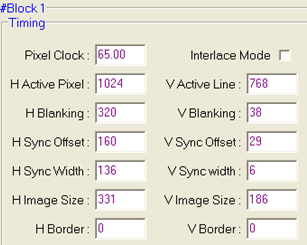 #Block 1
Timing
Pixel Clock : 65.00 Interlace Mode
H Active Pixel : 1024 V Active Line : 768
H Blanking : 320 V Blanking : 38
H Sync Offset : 160 V Sync Offset : 29
H Sync Width : 136 V Sync width : 6
H Image Size : 331 V Image Size : 186
H Border : 0 V Border : 0